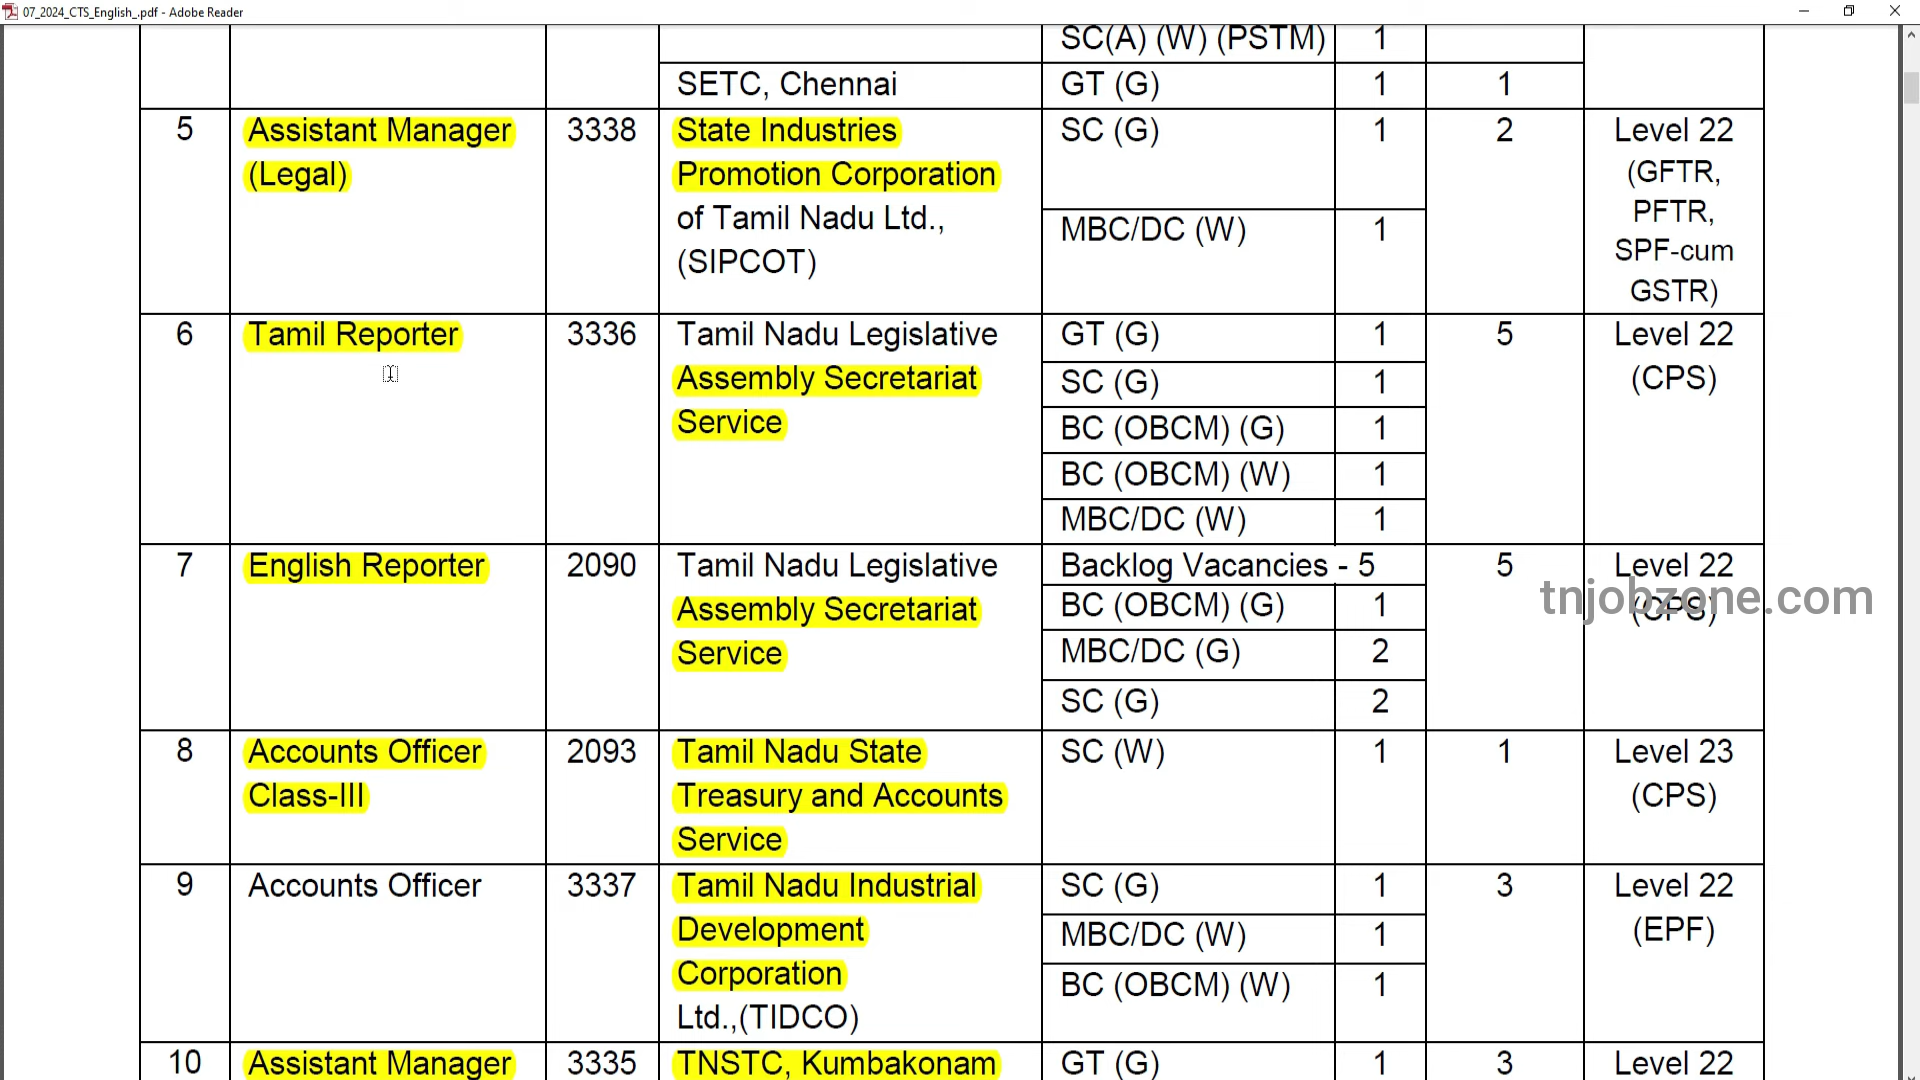 07_2024_CTS_English_.pdf - Adobe Reader
SC(A) (W) (PSTM) 1
SETC, Chennai GT (G) 1 1
5 Assistant Manager 3338 State Industries SC (G) 1 2 Level 22
(Legal) Promotion Corporation (GFTR,
of Tamil Nadu Ltd., MBC/DC (W) 1 PFTR,
(SIPCOT) SPF-cum
GSTR)
6 Tamil Reporter 3336 Tamil Nadu Legislative GT (G) 1 5 Level 22
Assembly Secretariat SC (G) 1 (CPS)
Service BC (OBCM) (G) 1
BC (OBCM) (W) 1
MBC/DC (W) 1
7 English Reporter 2090 Tamil Nadu Legislative Backlog Vacancies - 5 5 Level 22
Assembly Secretariat BC (OBCM) (G) 1 (CPS)
tnjobzone.com
Service MBC/DC (G) 2
SC (G) 2
8 Accounts Officer 2093 Tamil Nadu State SC (W) 1 1 Level 23
Class-III Treasury and Accounts (CPS)
Service
9 Accounts Officer 3337 Tamil Nadu Industrial SC (G) 1 3 Level 22
Development MBC/DC (W) 1 (EPF)
Corporation BC (OBCM) (W) 1
Ltd.,(TIDCO)
10 Assistant Manager 3335 TNSTC, Kumbakonam GT (G) 1 3 Level 22